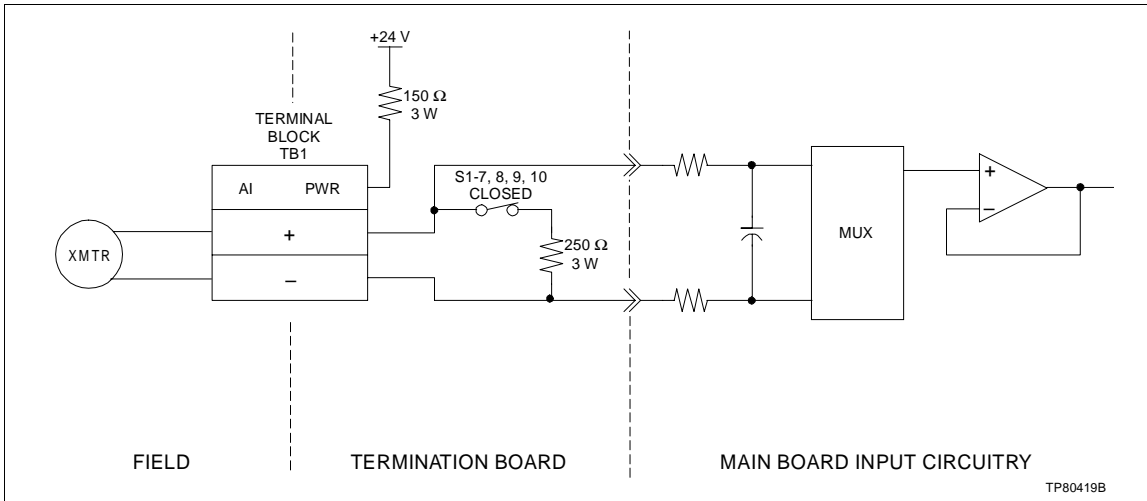 +24 V
150 Ω
3 W
TERMINAL
BLOCK
TB1
AI PWR
+
−
XMTR
S1-7, 8, 9, 10
CLOSED
250 Ω
3 W
MUX
+
−
FIELD
TERMINATION BOARD
MAIN BOARD INPUT CIRCUITRY
TP80419B